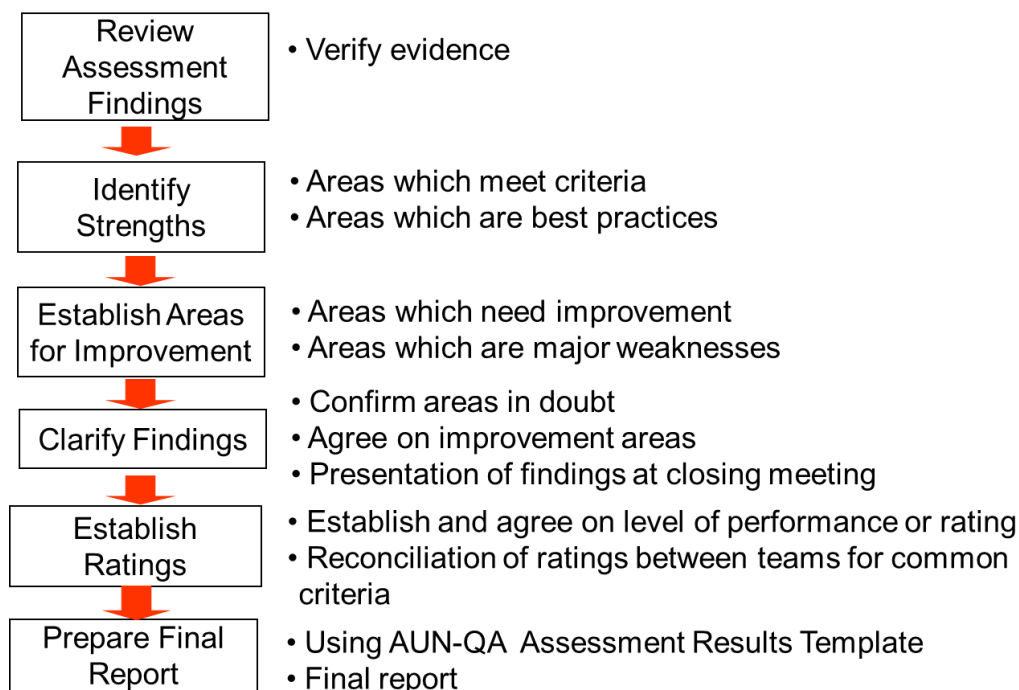 Review
Assessment
Findings
• Verify evidence
Identify
Strengths
• Areas which meet criteria
• Areas which are best practices
Establish Areas
for Improvement
• Areas which need improvement
• Areas which are major weaknesses
Clarify Findings
• Confirm areas in doubt
• Agree on improvement areas
• Presentation of findings at closing meeting
Establish
Ratings
• Establish and agree on level of performance or rating
• Reconciliation of ratings between teams for common
criteria
Prepare Final
Report
• Using AUN-QA Assessment Results Template
• Final report